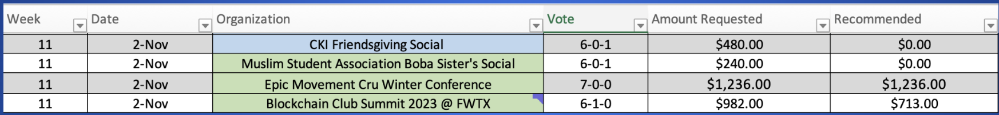 Week Date Organization Vote Amount Requested Recommended
11 2-Nov CKI Friendsgiving Social 6-0-1 $480.00 $0.00
11 2-Nov Muslim Student Association Boba Sister's Social 6-0-1 $240.00 $0.00
11 2-Nov Epic Movement Cru Winter Conference 7-0-0 $1,236.00 $1,236.00
11 2-Nov Blockchain Club Summit 2023 @ FWTX 6-1-0 $982.00 $713.00